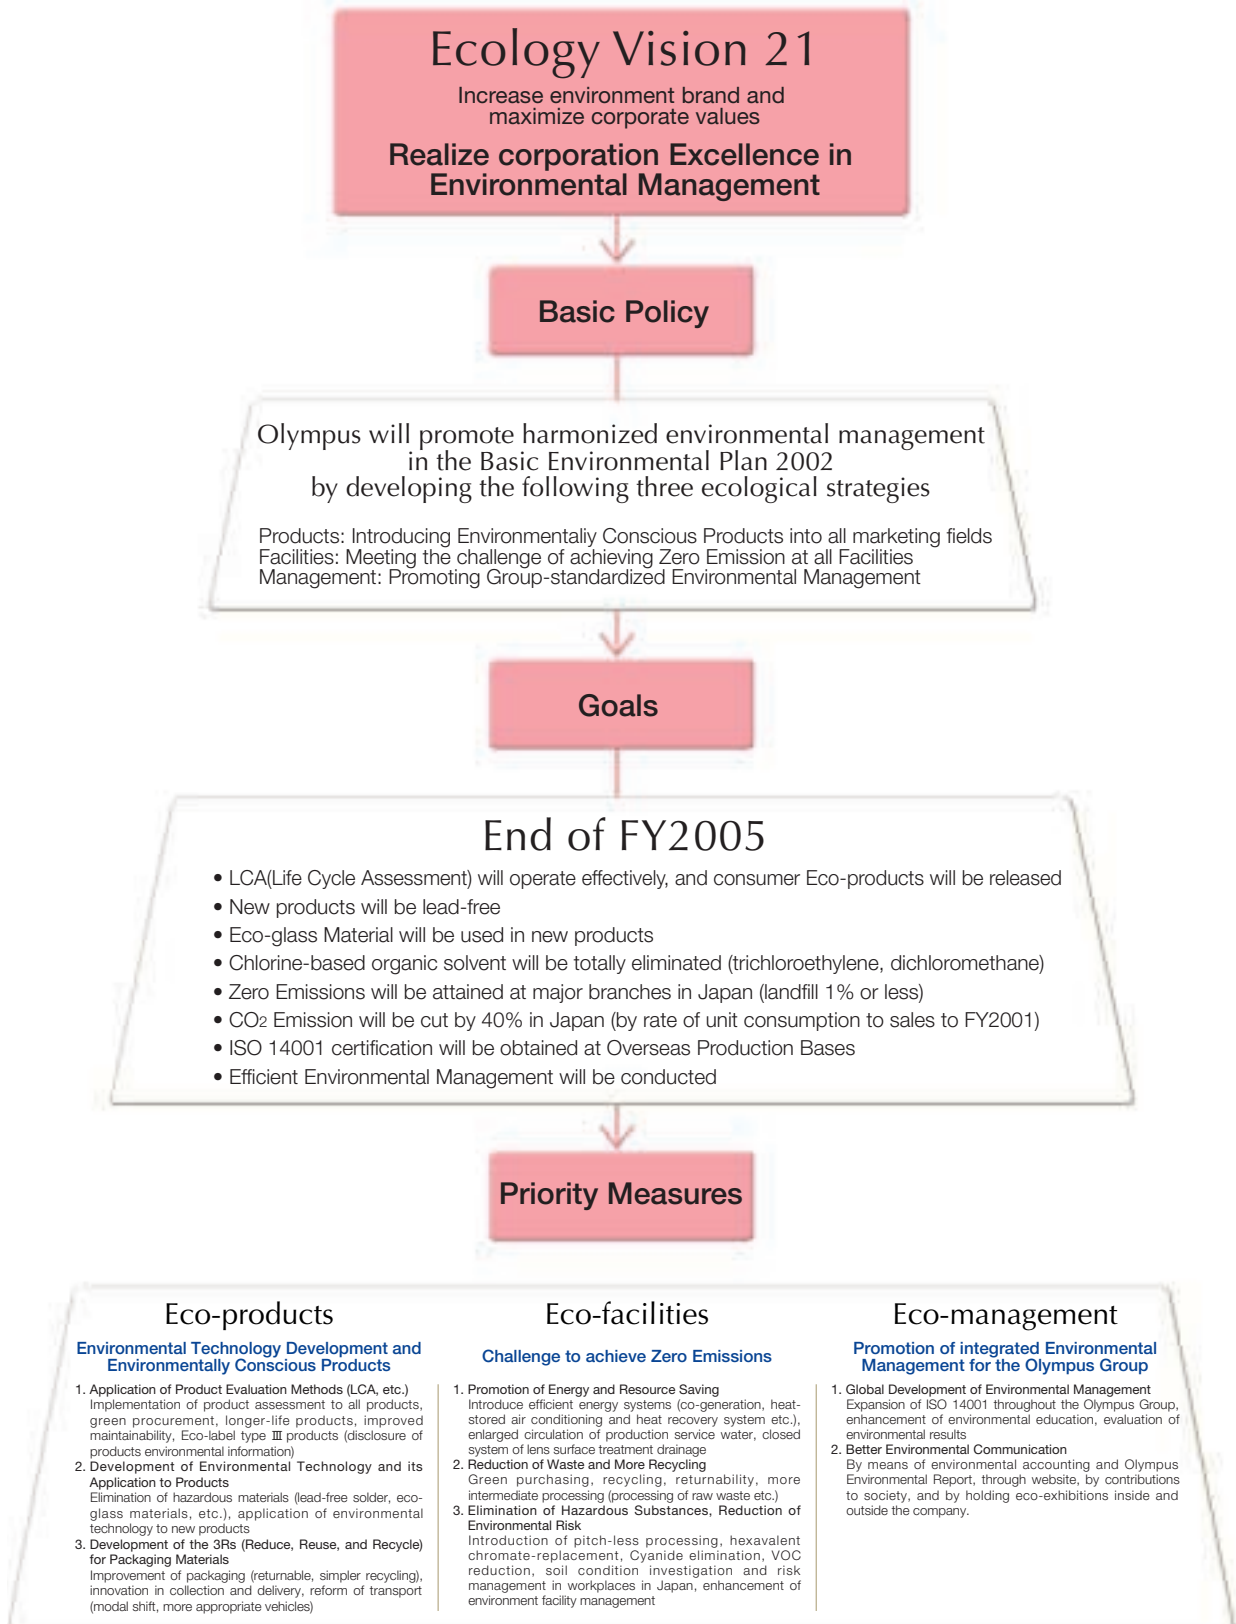 Ecology Vision 21
Increase environment brand and
maximize corporate values
Realize corporation Excellence in
Environmental Management
Basic Policy
Olympus will promote harmonized environmental management
in the Basic Environmental Plan 2002
by developing the following three ecological strategies
Products: Introducing Environmentaliy Conscious Products into all marketing fields
Facilities: Meeting the challenge of achieving Zero Emission at all Facilities
Management: Promoting Group-standardized Environmental Management
Goals
End of FY2005
• LCA(Life Cycle Assessment) will operate effectively, and consumer Eco-products will be released
• New products will be lead-free
• Eco-glass Material will be used in new products
• Chlorine-based organic solvent will be totally eliminated (trichloroethylene, dichloromethane)
• Zero Emissions will be attained at major branches in Japan (landfill 1% or less)
• CO2 Emission will be cut by 40% in Japan (by rate of unit consumption to sales to FY2001)
• ISO 14001 certification will be obtained at Overseas Production Bases
• Efficient Environmental Management will be conducted
Priority Measures
Eco-products
Environmental Technology Development and
Environmentally Conscious Products
1. Application of Product Evaluation Methods (LCA, etc.)
Implementation of product assessment to all products,
green procurement, longer-life products, improved
maintainability, Eco-label type Ⅲ products (disclosure of
products environmental information)
2. Development of Environmental Technology and its
Application to Products
Elimination of hazardous materials (lead-free solder, eco-
glass materials, etc.), application of environmental
technology to new products
3. Development of the 3Rs (Reduce, Reuse, and Recycle)
for Packaging Materials
Improvement of packaging (returnable, simpler recycling),
innovation in collection and delivery, reform of transport
(modal shift, more appropriate vehicles)
Eco-facilities
Challenge to achieve Zero Emissions
1. Promotion of Energy and Resource Saving
Introduce efficient energy systems (co-generation, heat-
stored air conditioning and heat recovery system etc.),
enlarged circulation of production service water, closed
system of lens surface treatment drainage
2. Reduction of Waste and More Recycling
Green purchasing, recycling, returnability, more
intermediate processing (processing of raw waste etc.)
3. Elimination of Hazardous Substances, Reduction of
Environmental Risk
Introduction of pitch-less processing, hexavalent
chromate-replacement, Cyanide elimination, VOC
reduction, soil condition investigation and risk
management in workplaces in Japan, enhancement of
environment facility management
Eco-management
Promotion of integrated Environmental
Management for the Olympus Group
1. Global Development of Environmental Management
Expansion of ISO 14001 throughout the Olympus Group,
enhancement of environmental education, evaluation of
environmental results
2. Better Environmental Communication
By means of environmental accounting and Olympus
Environmental Report, through website, by contributions
to society, and by holding eco-exhibitions inside and
outside the company.